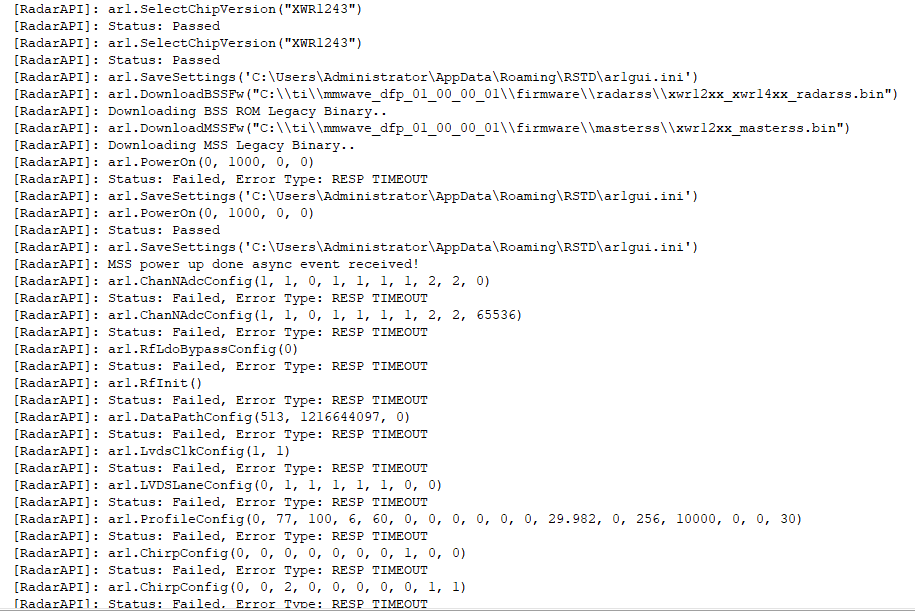 [RadarAPI]: ar1.SelectChipVersion("XWR1243")
[RadarAPI]: Status: Passed
[RadarAPI]: ar1.SelectChipVersion("XWR1243")
[RadarAPI]: Status: Passed
[RadarAPI]: ar1.SaveSettings('C:\Users\Administrator\AppData\Roaming\RSTD\ar1gui.ini')
[RadarAPI]: ar1.DownloadBSSFw("C:\\ti\\mmwave_dfp_01_00_00_01\\firmware\\radarss\\xwr12xx_xwr14xx_radarss.bin")
[RadarAPI]: Downloading BSS ROM Legacy Binary..
[RadarAPI]: ar1.DownloadMSSFw("C:\\ti\\mmwave_dfp_01_00_00_01\\firmware\\masterss\\xwr12xx_masterss.bin")
[RadarAPI]: Downloading MSS Legacy Binary..
[RadarAPI]: ar1.PowerOn(0, 1000, 0, 0)
[RadarAPI]: Status: Failed, Error Type: RESP TIMEOUT
[RadarAPI]: ar1.SaveSettings('C:\Users\Administrator\AppData\Roaming\RSTD\ar1gui.ini')
[RadarAPI]: ar1.PowerOn(0, 1000, 0, 0)
[RadarAPI]: Status: Passed
[RadarAPI]: ar1.SaveSettings('C:\Users\Administrator\AppData\Roaming\RSTD\ar1gui.ini')
[RadarAPI]: MSS power up done async event received!
[RadarAPI]: ar1.ChanNAdcConfig(1, 1, 0, 1, 1, 1, 1, 2, 2, 0)
[RadarAPI]: Status: Failed, Error Type: RESP TIMEOUT
[RadarAPI]: ar1.ChanNAdcConfig(1, 1, 0, 1, 1, 1, 1, 2, 2, 65536)
[RadarAPI]: Status: Failed, Error Type: RESP TIMEOUT
[RadarAPI]: ar1.RfLdoBypassConfig(0)
[RadarAPI]: Status: Failed, Error Type: RESP TIMEOUT
[RadarAPI]: ar1.RfInit()
[RadarAPI]: Status: Failed, Error Type: RESP TIMEOUT
[RadarAPI]: ar1.DataPathConfig(513, 1216644097, 0)
[RadarAPI]: Status: Failed, Error Type: RESP TIMEOUT
[RadarAPI]: ar1.LvdsClkConfig(1, 1)
[RadarAPI]: Status: Failed, Error Type: RESP TIMEOUT
[RadarAPI]: ar1.LVDSLaneConfig(0, 1, 1, 1, 1, 1, 0, 0)
[RadarAPI]: Status: Failed, Error Type: RESP TIMEOUT
[RadarAPI]: ar1.ProfileConfig(0, 77, 100, 6, 60, 0, 0, 0, 0, 0, 0, 29.982, 0, 256, 10000, 0, 0, 30)
[RadarAPI]: Status: Failed, Error Type: RESP TIMEOUT
[RadarAPI]: ar1.ChirpConfig(0, 0, 0, 0, 0, 0, 0, 1, 0, 0)
[RadarAPI]: Status: Failed, Error Type: RESP TIMEOUT
[RadarAPI]: ar1.ChirpConfig(0, 0, 2, 0, 0, 0, 0, 0, 1, 1)
[RadarAPI]: Status: Failed, Error Type: RESP TIMEOUT